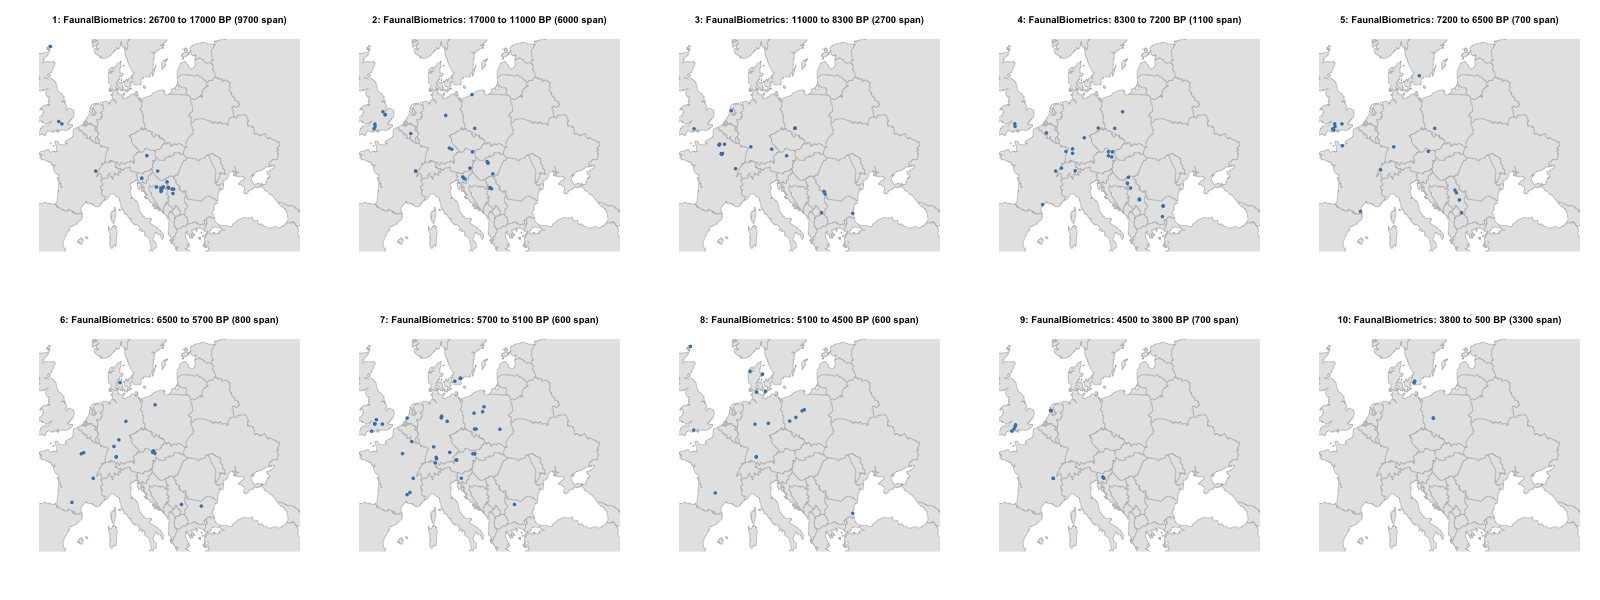 1: FaunalBiometrics: 26700 to 17000 BP (9700 span)
2: FaunalBiometrics: 17000 to 11000 BP (6000 span)
3: FaunalBiometrics: 11000 to 8300 BP (2700 span)
4: FaunalBiometrics: 8300 to 7200 BP (1100 span)
5: FaunalBiometrics: 7200 to 6500 BP (700 span)
6: FaunalBiometrics: 6500 to 5700 BP (800 span)
7: FaunalBiometrics: 5700 to 5100 BP (600 span)
8: FaunalBiometrics: 5100 to 4500 BP (600 span)
9: FaunalBiometrics: 4500 to 3800 BP (700 span)
10: FaunalBiometrics: 3800 to 500 BP (3300 span)